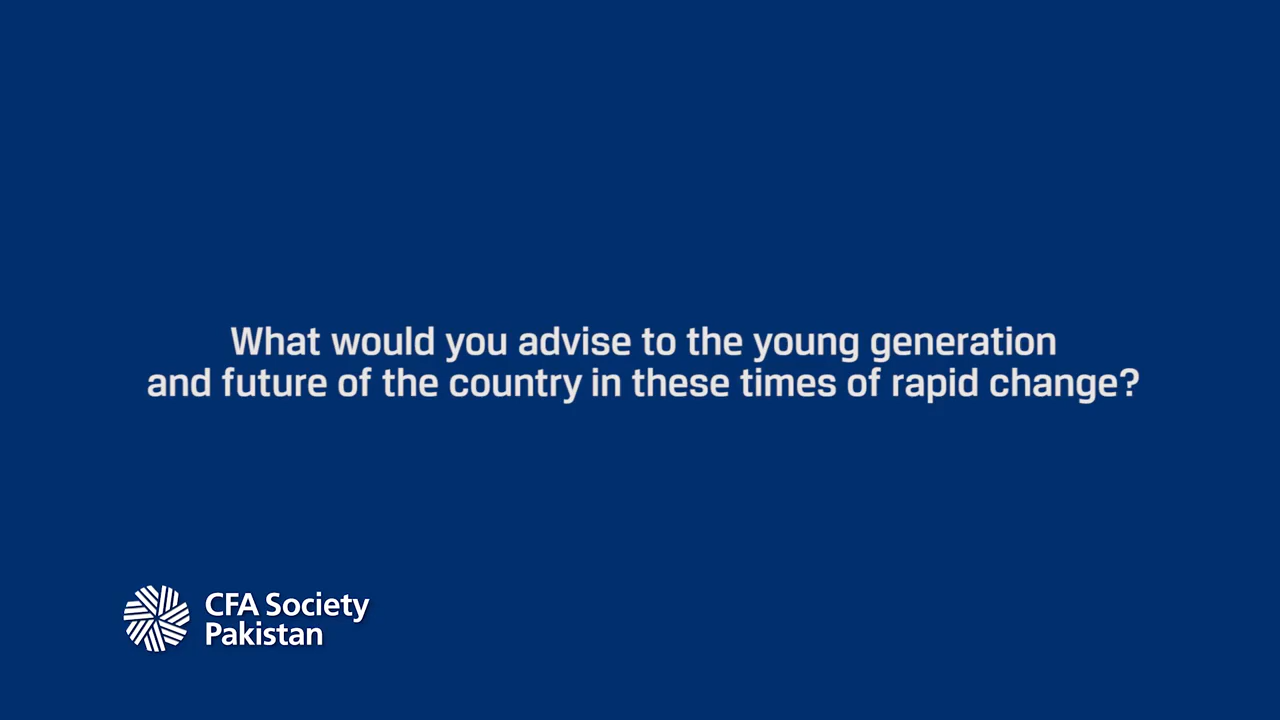 What would you advise to the young generation
and future of the country in these times of rapid change?
CFA Society
Pakistan